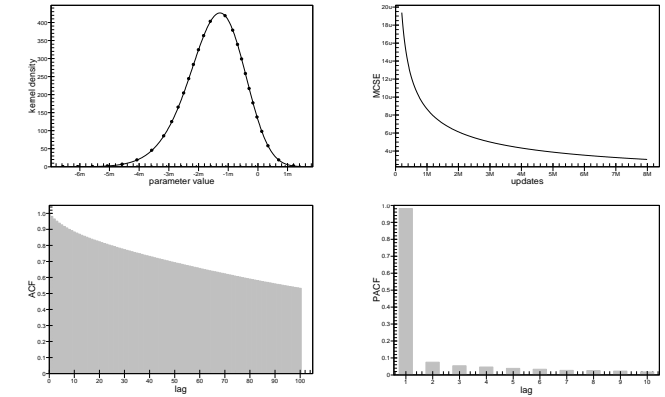 kernel density
400
350
300
250
200
150
100
50
0
-6m -5m -4m -3m -2m -1m 0 1m
parameter value
MCSE
20u
18u
16u
14u
12u
10u
8u
6u
4u
0 1M 2M 3M 4M 5M 6M 7M 8M
updates
ACF
1.0
0.9
0.8
0.7
0.6
0.5
0.4
0.3
0.2
0.1
0
0 10 20 30 40 50 60 70 80 90 100
lag
PACF
1.0
0.9
0.8
0.7
0.6
0.5
0.4
0.3
0.2
0.1
0
1 2 3 4 5 6 7 8 9 10
lag